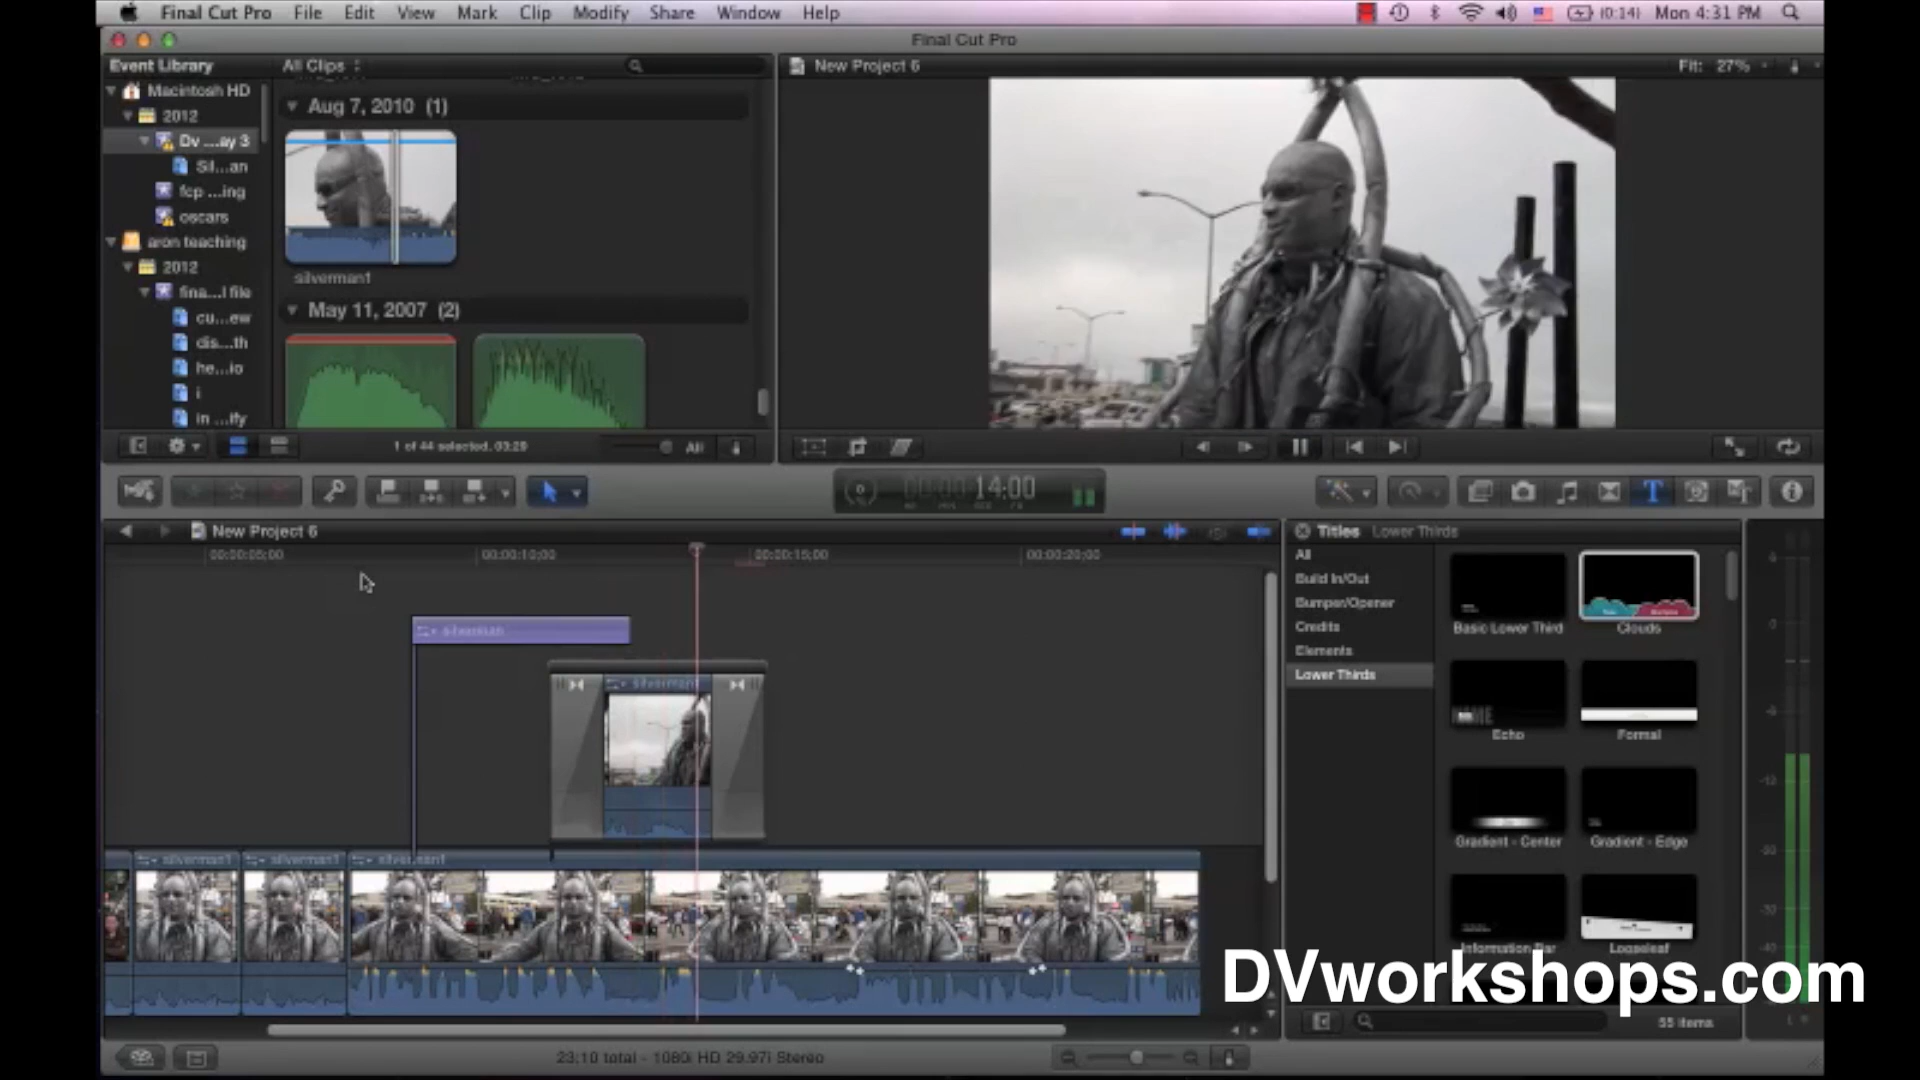 Final Cut Pro File Edit View Mark Clip Modify Share Window Help
(0:14) Mon 4:31 PM
Final Cut Pro
Event Library
All Clips
New Project 6
Fit: 27%
Macintosh HD
2012
Dv ...ay 3
Sil...an
fcp ...ing
oscars
aron teaching
2012
fina...l file
cu...ew
dis...th
he...io
i
in ...ify
Aug 7, 2010 (1)
silverman1
May 11, 2007 (2)
1 of 44 selected, 03:29
All
14:00
New Project 6
00:00:05;00
00:00:10;00
00:00:15;00
00:00:20;00
silverman
silverman1
silverman1
silverman1
silverman1
Titles Lower Thirds
All
Build In/Out
Bumper/Opener
Credits
Elements
Lower Thirds
Basic Lower Third
Clouds
NAME
Echo
Formal
Gradient - Center
Gradient - Edge
Information Bar
Looseleaf
DVworkshops.com
55 items
23:10 total - 1080i HD 29.97i Stereo